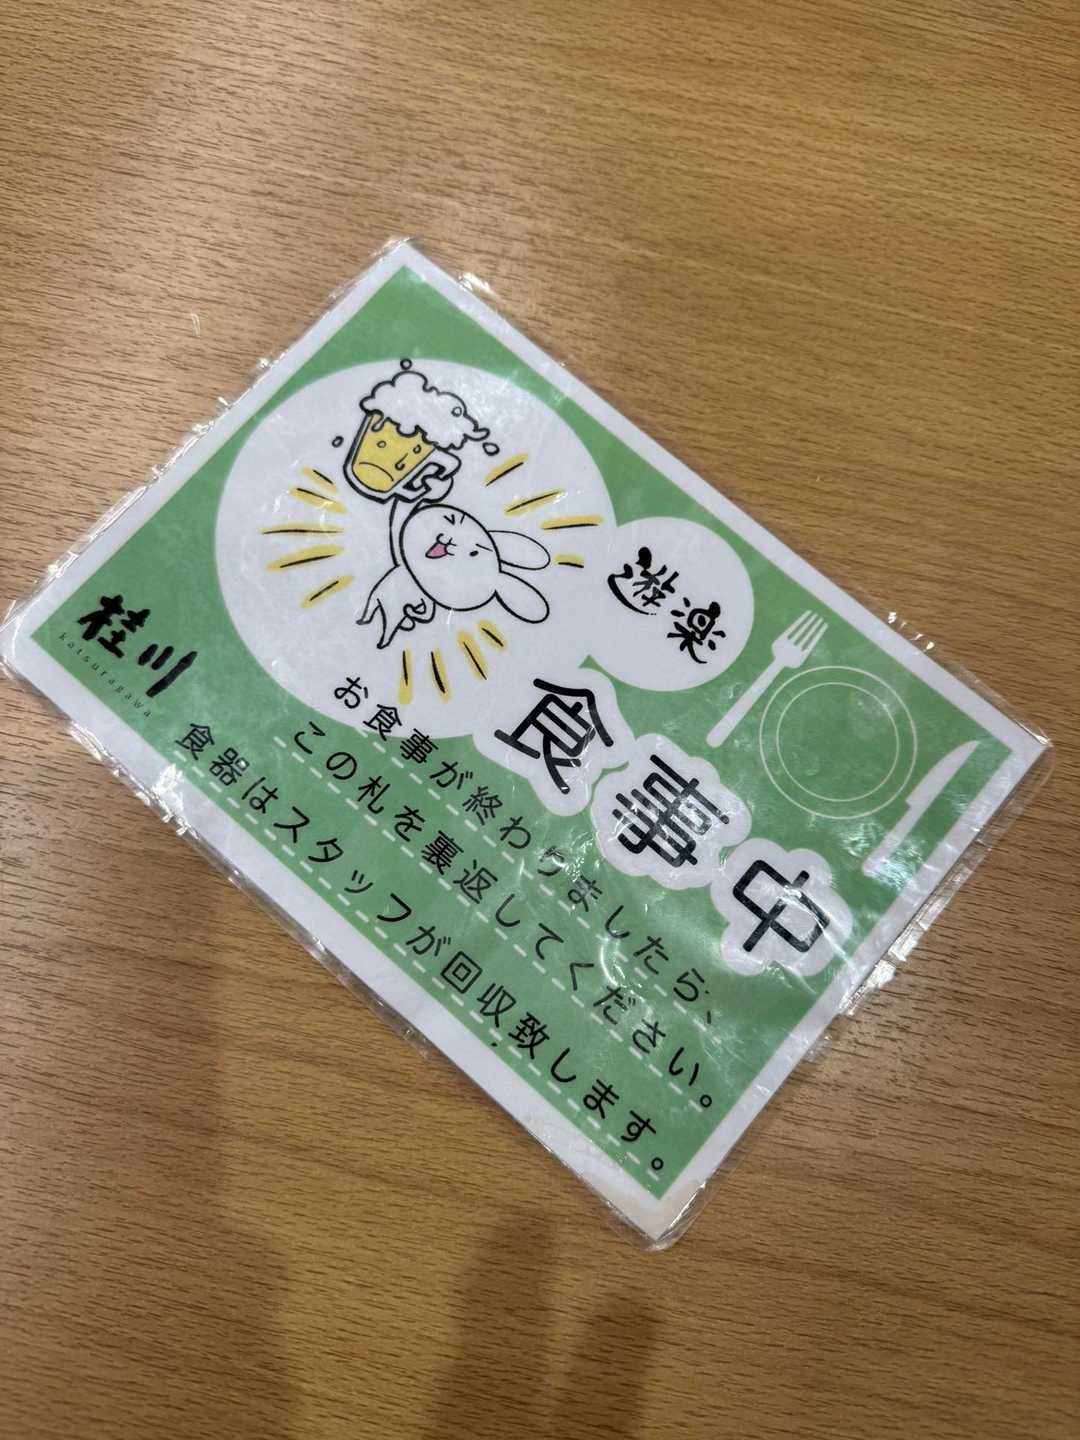 遊楽
食事中
お食事が終わりましたら、
この札を裏返してください。
食器はスタッフが回収致します。
桂川
katsuragawa